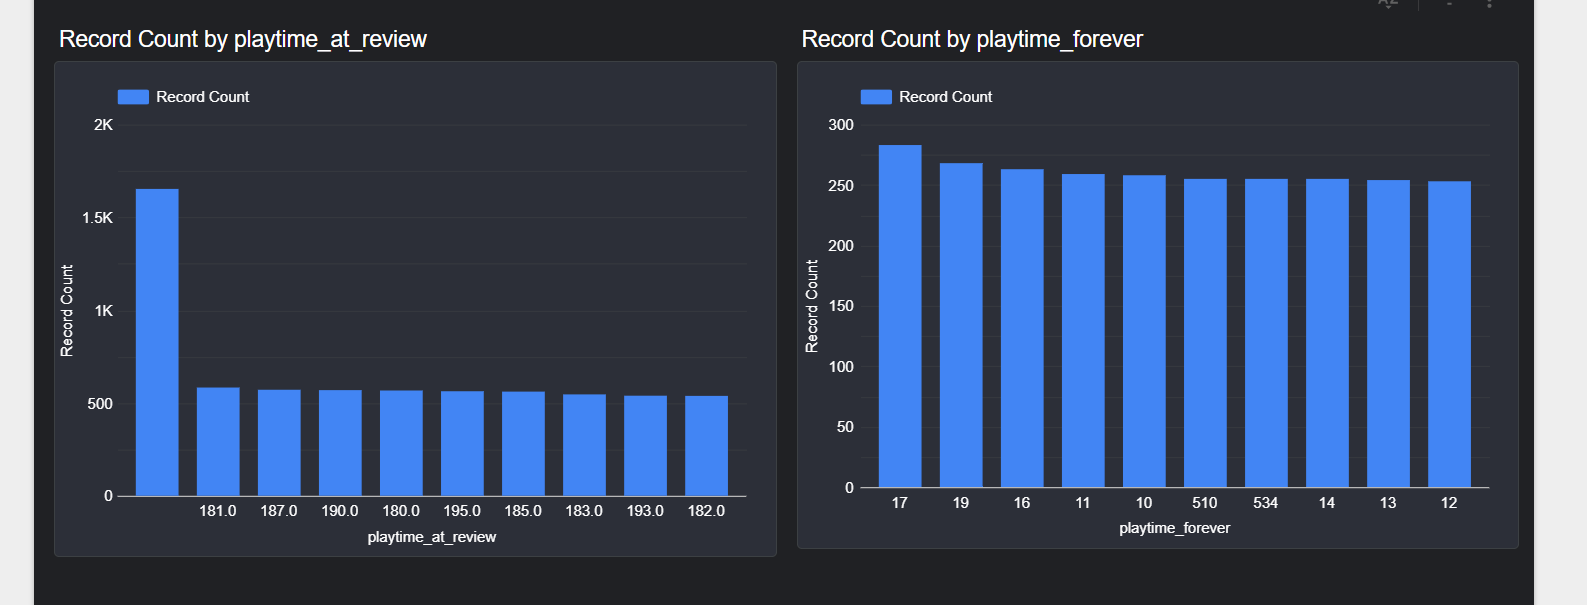 Record Count by playtime_at_review
Record Count
2K
1.5K
1K
500
0
Record Count
181.0 187.0 190.0 180.0 195.0 185.0 183.0 193.0 182.0
playtime_at_review
Record Count by playtime_forever
Record Count
300
250
200
150
100
50
0
Record Count
17 19 16 11 10 510 534 14 13 12
playtime_forever